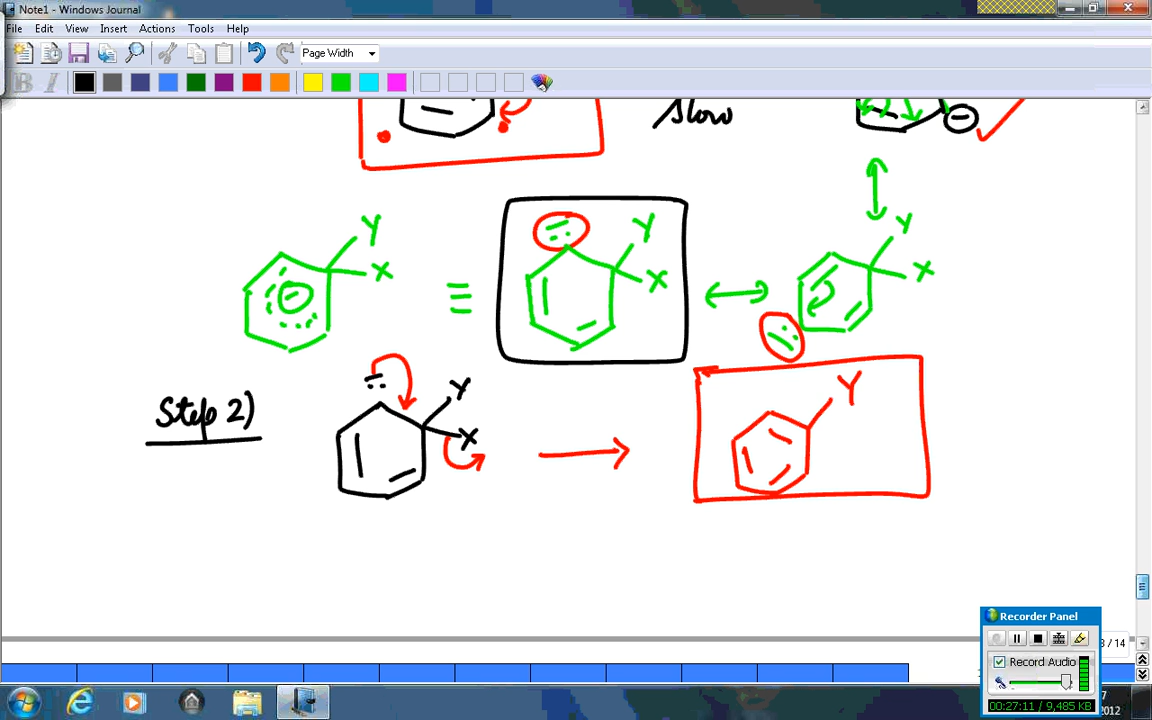 Note1 - Windows Journal
File Edit View Insert Actions Tools Help
Page Width
B I
Slow
Y
X
Y
X
Y
X
Step 2)
Y
X
Y
Recorder Panel
/ 14
Record Audio
00:27:11 / 9,485 KB
7
2012